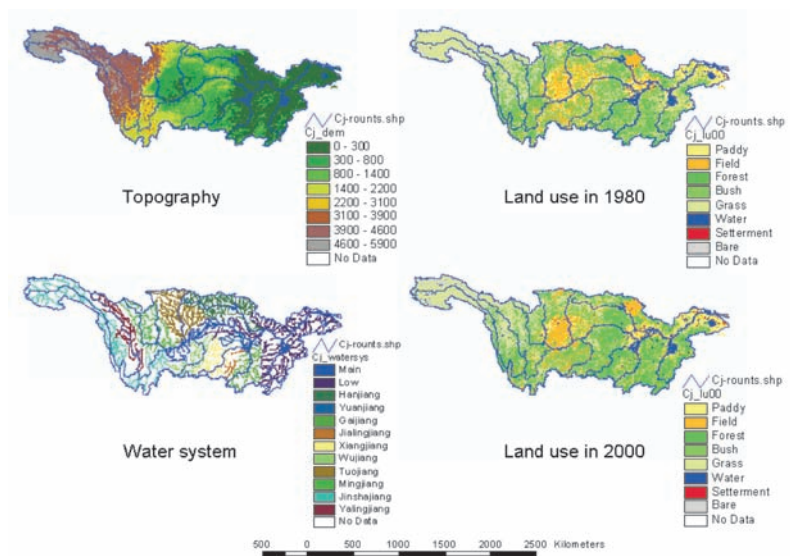 Cj-rounts.shp
Cj_dem
0 - 300
300 - 800
800 - 1400
1400 - 2200
2200 - 3100
3100 - 3900
3900 - 4600
4600 - 5900
No Data
Topography
Cj-rounts.shp
Cj_lu00
Paddy
Field
Forest
Bush
Grass
Water
Setterment
Bare
No Data
Land use in 1980
Cj-rounts.shp
Cj_watersys
Main
Low
Hanjiang
Yuanjiang
Gaijiang
Jialingjiang
Xiangjiang
Wujiang
Tuojiang
Mingjiang
Jinshajiang
Yalingjiang
No Data
Water system
Cj-rounts.shp
Cj_lu00
Paddy
Field
Forest
Bush
Grass
Water
Setterment
Bare
No Data
Land use in 2000
500 0 500 1000 1500 2000 2500 Kilometers